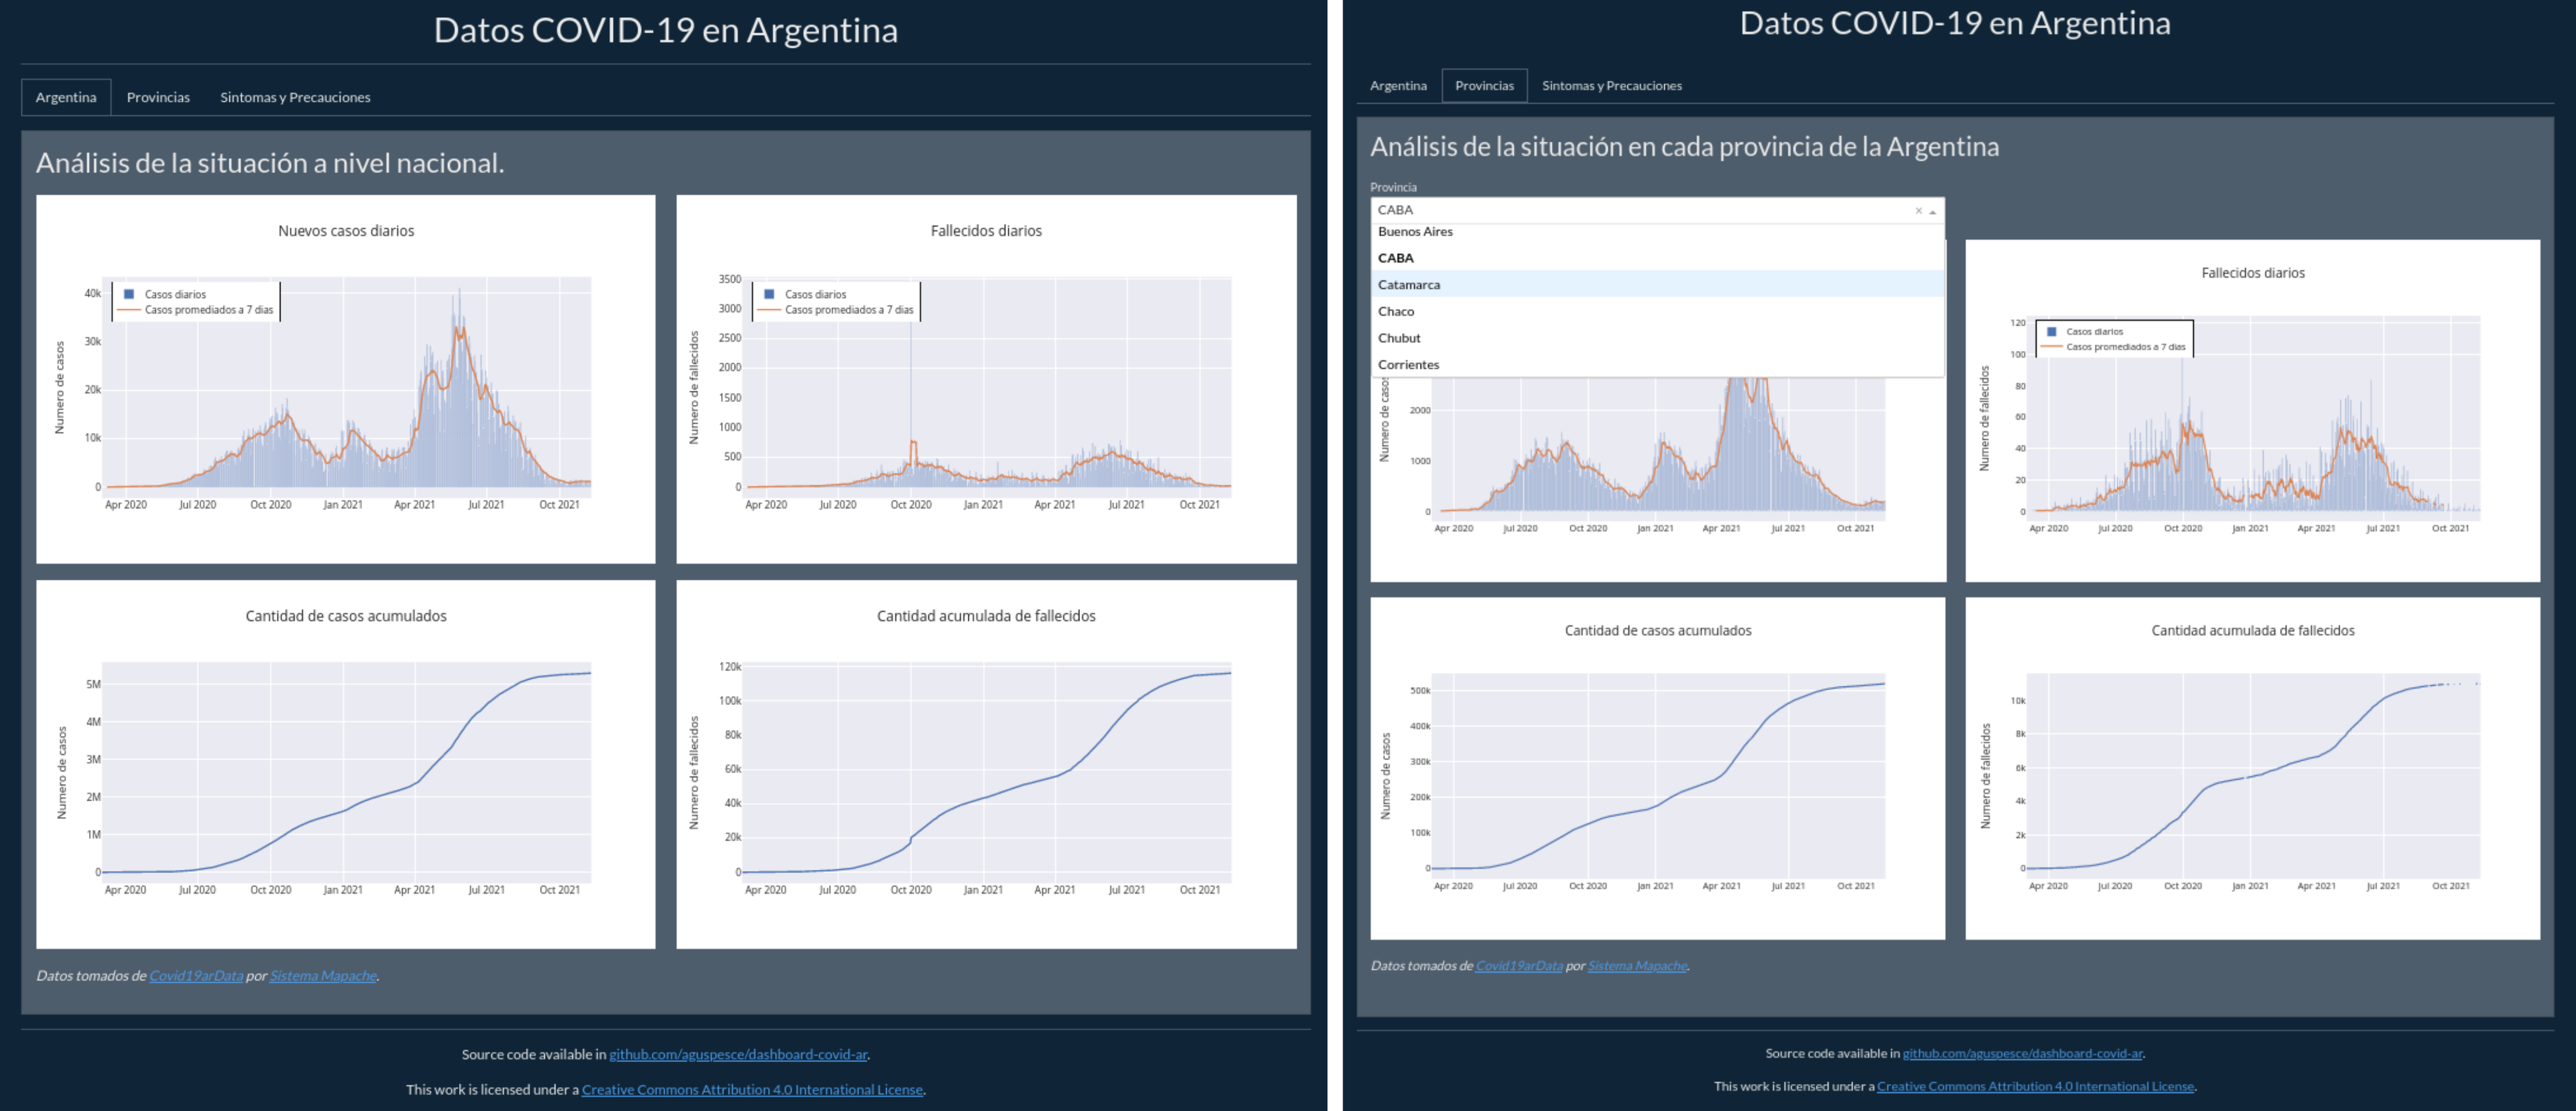 Datos COVID-19 en Argentina
Argentina Provincias Sintomas y Precauciones
Análisis de la situación a nivel nacional.
Nuevos casos diarios
Casos diarios
Casos promediados a 7 dias
Numero de casos
40k
30k
20k
10k
0
Apr 2020 Jul 2020 Oct 2020 Jan 2021 Apr 2021 Jul 2021 Oct 2021
Fallecidos diarios
Casos diarios
Casos promediados a 7 dias
Numero de fallecidos
3500
3000
2500
2000
1500
1000
500
0
Apr 2020 Jul 2020 Oct 2020 Jan 2021 Apr 2021 Jul 2021 Oct 2021
Cantidad de casos acumulados
Numero de casos
5M
4M
3M
2M
1M
0
Apr 2020 Jul 2020 Oct 2020 Jan 2021 Apr 2021 Jul 2021 Oct 2021
Cantidad acumulada de fallecidos
Numero de fallecidos
120k
100k
80k
60k
40k
20k
0
Apr 2020 Jul 2020 Oct 2020 Jan 2021 Apr 2021 Jul 2021 Oct 2021
Datos tomados de Covid19arData por Sistema Mapache.
Source code available in github.com/aguspesce/dashboard-covid-ar.
This work is licensed under a Creative Commons Attribution 4.0 International License.
Datos COVID-19 en Argentina
Argentina Provincias Sintomas y Precauciones
Análisis de la situación en cada provincia de la Argentina
Provincia
CABA ×
Buenos Aires
CABA
Catamarca
Chaco
Chubut
Corrientes
Numero de casos
2000
1000
0
Apr 2020 Jul 2020 Oct 2020 Jan 2021 Apr 2021 Jul 2021 Oct 2021
Fallecidos diarios
Casos diarios
Casos promediados a 7 dias
Numero de fallecidos
120
100
80
60
40
20
0
Apr 2020 Jul 2020 Oct 2020 Jan 2021 Apr 2021 Jul 2021 Oct 2021
Cantidad de casos acumulados
Numero de casos
500k
400k
300k
200k
100k
0
Apr 2020 Jul 2020 Oct 2020 Jan 2021 Apr 2021 Jul 2021 Oct 2021
Cantidad acumulada de fallecidos
Numero de fallecidos
10k
8k
6k
4k
2k
0
Apr 2020 Jul 2020 Oct 2020 Jan 2021 Apr 2021 Jul 2021 Oct 2021
Datos tomados de Covid19arData por Sistema Mapache.
Source code available in github.com/aguspesce/dashboard-covid-ar.
This work is licensed under a Creative Commons Attribution 4.0 International License.